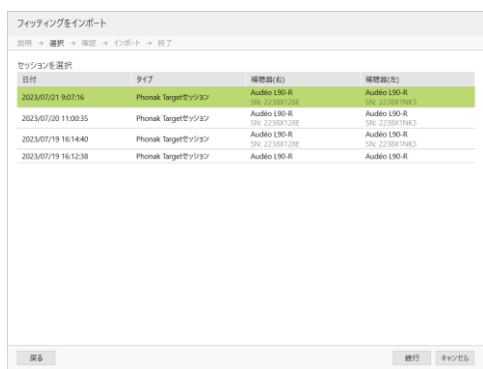 フィッティングをインポート
説明 → 選択 → 確認 → インポート → 終了
セッションを選択
日付 タイプ 補聴器(右) 補聴器(左)
2023/07/21 9:07:16 Phonak Targetセッション Audéo L90-R Audéo L90-R
SN: 2238X128E SN: 2238X1NK3
2023/07/20 11:00:35 Phonak Targetセッション Audéo L90-R Audéo L90-R
SN: 2238X128E SN: 2238X1NK3
2023/07/19 16:14:40 Phonak Targetセッション Audéo L90-R Audéo L90-R
SN: 2238X128E SN: 2238X1NK3
2023/07/19 16:12:38 Phonak Targetセッション Audéo L90-R Audéo L90-R
戻る 続行 キャンセル